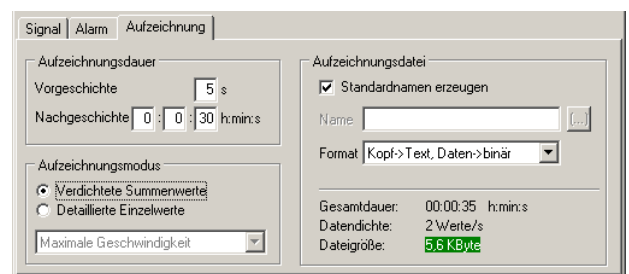 Signal Alarm Aufzeichnung
Aufzeichnungsdauer
Vorgeschichte 5 s
Nachgeschichte 0 : 0 : 30 h:min:s
Aufzeichnungsmodus
Verdichtete Summenwerte
Detaillierte Einzelwerte
Maximale Geschwindigkeit
Aufzeichnungsdatei
Standardnamen erzeugen
Name (...)
Format Kopf->Text, Daten->binär
Gesamtdauer: 00:00:35 h:min:s
Datendichte: 2 Werte/s
Dateigröße: 5,6 KByte